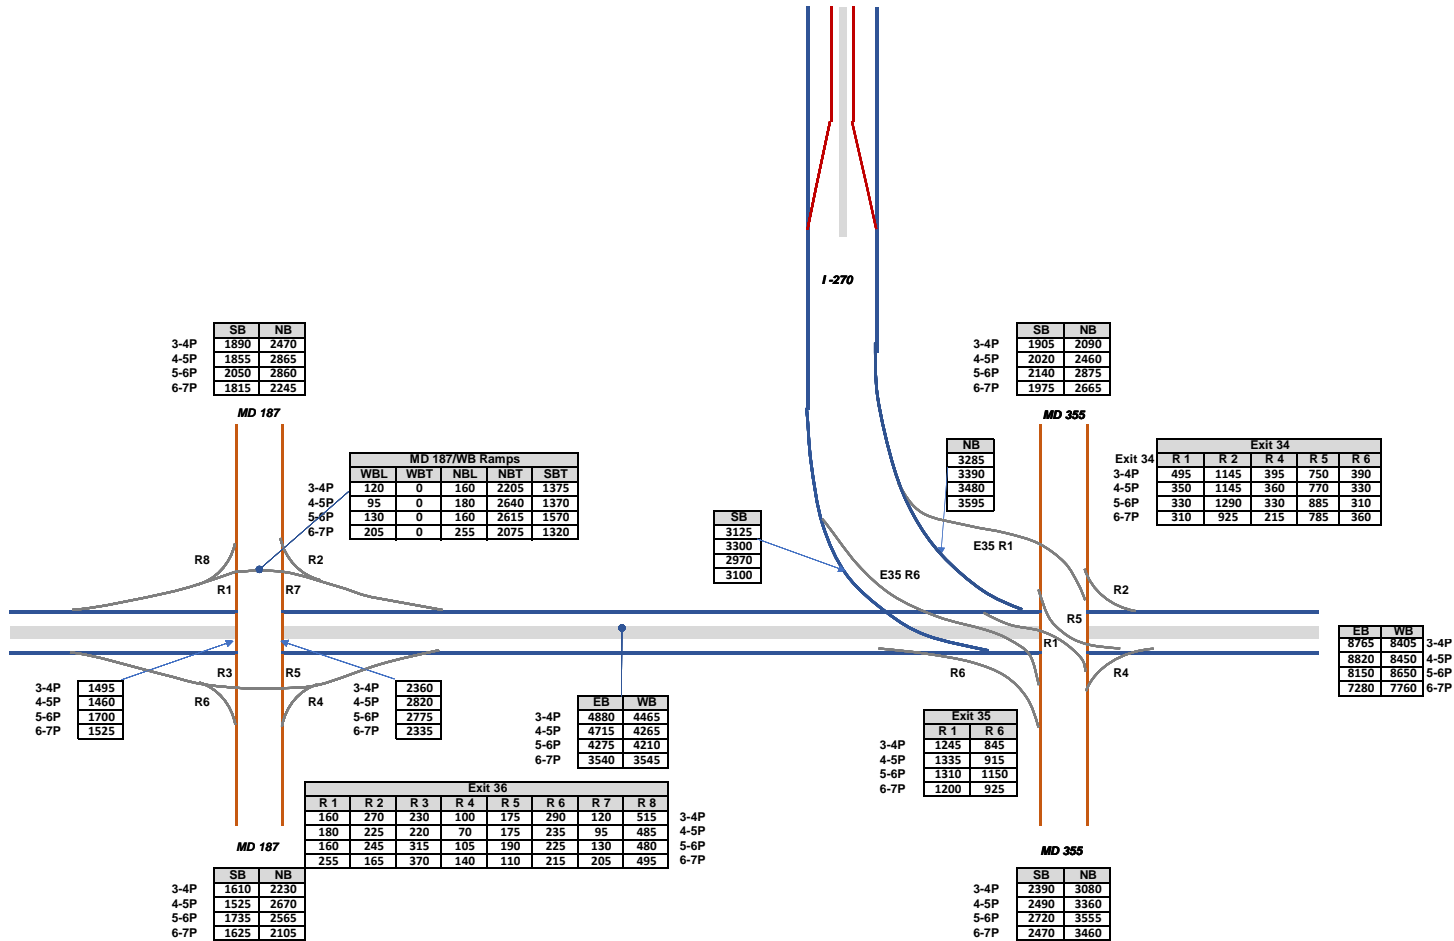 I -270
SB NB
3-4P 1890 2470
4-5P 1855 2865
5-6P 2050 2860
6-7P 1815 2245
MD 187
SB NB
3-4P 1905 2090
4-5P 2020 2460
5-6P 2140 2875
6-7P 1975 2665
MD 355
MD 187/WB Ramps
WBL WBT NBL NBT SBT
3-4P 120 0 160 2205 1375
4-5P 95 0 180 2640 1370
5-6P 130 0 160 2615 1570
6-7P 205 0 255 2075 1320
NB
3285
3390
3480
3595
Exit 34
Exit 34 R 1 R 2 R 4 R 5 R 6
3-4P 495 1145 395 750 390
4-5P 350 1145 360 770 330
5-6P 330 1290 330 885 310
6-7P 310 925 215 785 360
SB
3125
3300
2970
3100
E35 R1
E35 R6
R8
R2
R1
R7
R2
R5
R1
R3
R5
R6
R4
R6
R4
EB WB
8765 8405 3-4P
8820 8450 4-5P
8150 8650 5-6P
7280 7760 6-7P
3-4P 1495
4-5P 1460
5-6P 1700
6-7P 1525
3-4P 2360
4-5P 2820
5-6P 2775
6-7P 2335
EB WB
3-4P 4880 4465
4-5P 4715 4265
5-6P 4275 4210
6-7P 3540 3545
Exit 35
R 1 R 6
3-4P 1245 845
4-5P 1335 915
5-6P 1310 1150
6-7P 1200 925
Exit 36
R 1 R 2 R 3 R 4 R 5 R 6 R 7 R 8
160 270 230 100 175 290 120 515 3-4P
180 225 220 70 175 235 95 485 4-5P
160 245 315 105 190 225 130 480 5-6P
255 165 370 140 110 215 205 495 6-7P
MD 187
SB NB
3-4P 1610 2230
4-5P 1525 2670
5-6P 1735 2565
6-7P 1625 2105
MD 355
SB NB
3-4P 2390 3080
4-5P 2490 3360
5-6P 2720 3555
6-7P 2470 3460